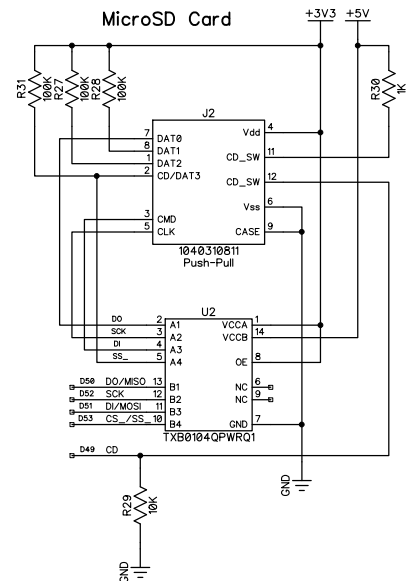 MicroSD Card
+3V3 +5V
R31 100K
R27 100K
R28 100K
R30 1K
J2
7 DAT0
8 DAT1
1 DAT2
2 CD/DAT3
3 CMD
5 CLK
Vdd 4
CD_SW 11
CD_SW 12
Vss 6
CASE 9
1040310811
Push-Pull
U2
DO 2 A1
SCK 3 A2
DI 4 A3
SS_ 5 A4
VCCA 1
VCCB 14
OE 8
D50 DO/MISO 13 B1
D52 SCK 12 B2
D51 DI/MOSI 11 B3
D53 CS_/SS_ 10 B4
NC 6
NC 9
GND 7
TXB0104QPWRQ1
D49 CD
R29 10K
GND
GND